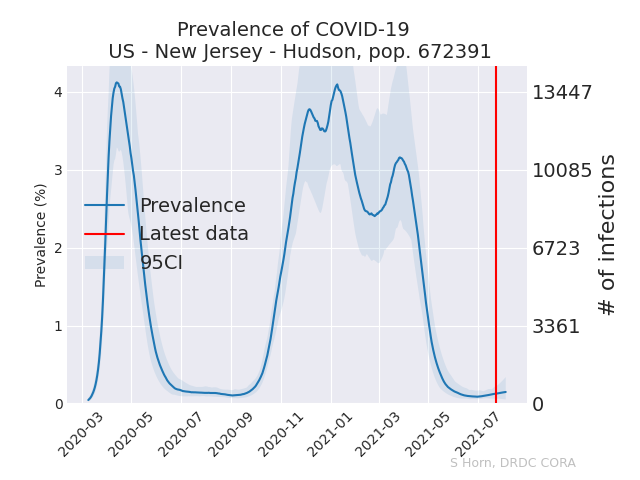 Prevalence of COVID-19
US - New Jersey - Hudson, pop. 672391
Prevalence (%)
4
3
2
1
0
13447
10085
6723
3361
0
# of infections
Prevalence
Latest data
95CI
2020-03
2020-05
2020-07
2020-09
2020-11
2021-01
2021-03
2021-05
2021-07
S Horn, DRDC CORA